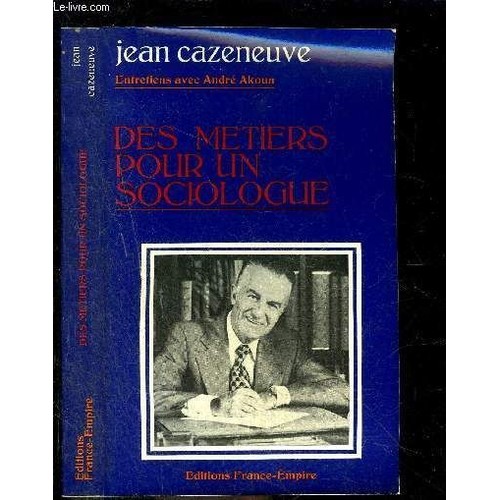 Le-livre.com
jean
cazeneuve
DES METIERS POUR UN SOCIOLOGUE
Editions
France-Empire
jean cazeneuve
Entretiens avec André Akoun
DES METIERS
POUR UN
SOCIOLOGUE
Editions France-Empire